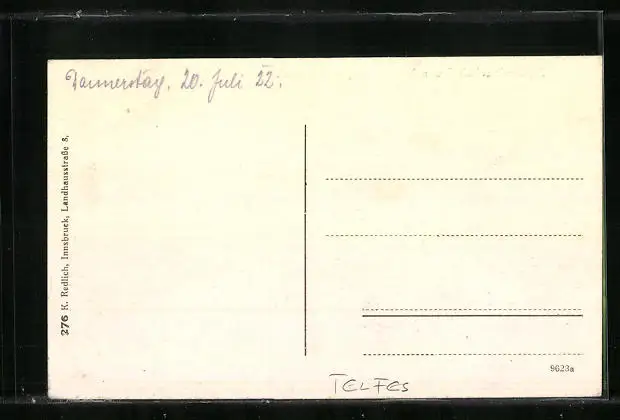 Donnerstag, 20. Juli 22.
276 K. Redlich, Innsbruck, Landhausstraße 8.
9623a
TELFES